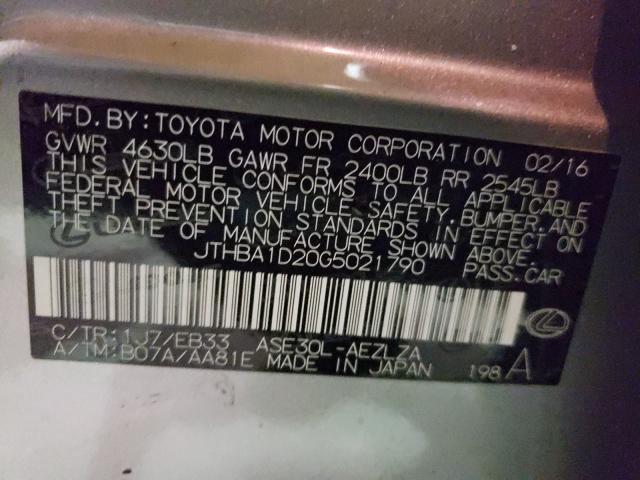 MFD. BY: TOYOTA MOTOR CORPORATION 02/16
GVWR 4630LB GAWR FR 2400LB RR 2545LB
THIS VEHICLE CONFORMS TO ALL APPLICABLE
FEDERAL MOTOR VEHICLE SAFETY, BUMPER, AND
THEFT PREVENTION STANDARDS IN EFFECT ON
THE DATE OF MANUFACTURE SHOWN ABOVE.
JTHBA1D20G5021790 PASS. CAR
C/TR: 1J7/EB33 ASE30L-AEZLZA
A/TM: B07A/AA81E MADE IN JAPAN 198 A